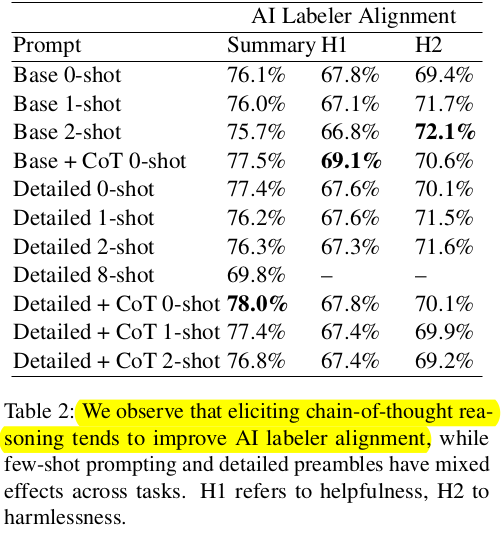 AI Labeler Alignment
Prompt Summary H1 H2
Base 0-shot 76.1% 67.8% 69.4%
Base 1-shot 76.0% 67.1% 71.7%
Base 2-shot 75.7% 66.8% 72.1%
Base + CoT 0-shot 77.5% 69.1% 70.6%
Detailed 0-shot 77.4% 67.6% 70.1%
Detailed 1-shot 76.2% 67.6% 71.5%
Detailed 2-shot 76.3% 67.3% 71.6%
Detailed 8-shot 69.8% – –
Detailed + CoT 0-shot 78.0% 67.8% 70.1%
Detailed + CoT 1-shot 77.4% 67.4% 69.9%
Detailed + CoT 2-shot 76.8% 67.4% 69.2%
Table 2: We observe that eliciting chain-of-thought rea-
soning tends to improve AI labeler alignment, while
few-shot prompting and detailed preambles have mixed
effects across tasks. H1 refers to helpfulness, H2 to
harmlessness.